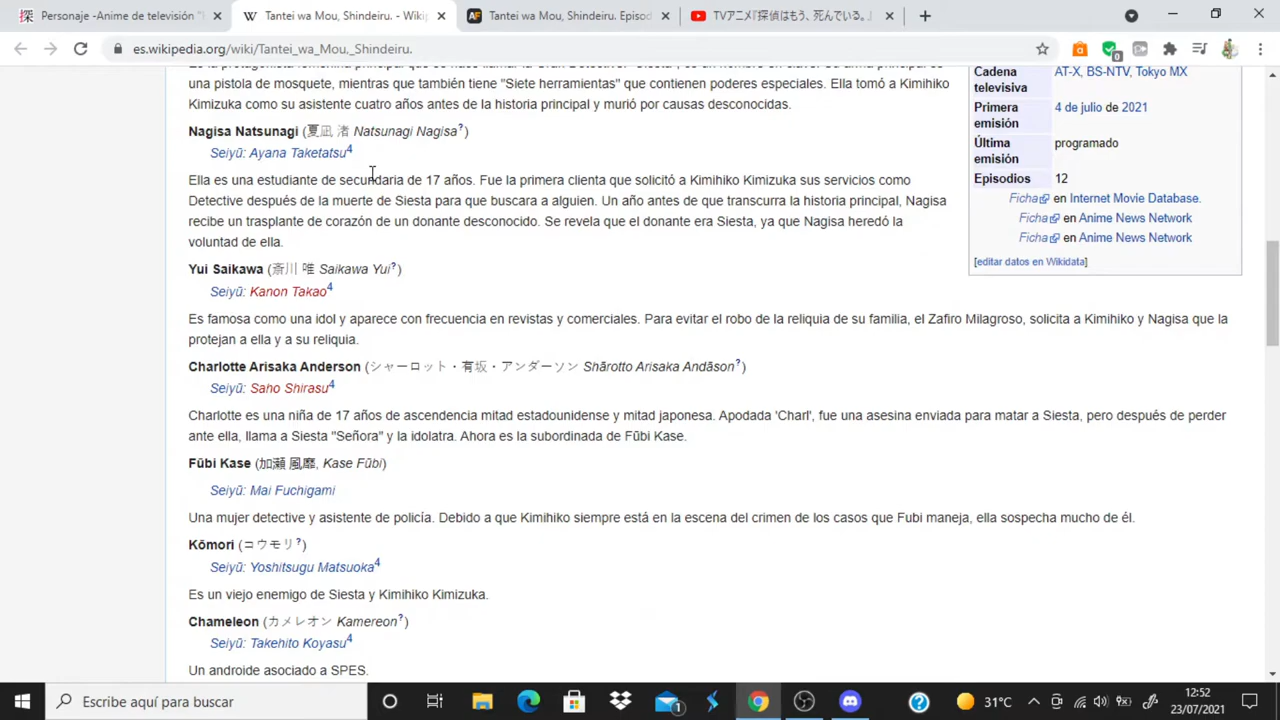 Personaje -Anime de televisión "
Tantei wa Mou, Shindeiru. - Wikip
Tantei wa Mou, Shindeiru. Episod
TVアニメ『探偵はもう、死んでいる。』
es.wikipedia.org/wiki/Tantei_wa_Mou,_Shindeiru.
una pistola de mosquete, mientras que también tiene "Siete herramientas" que contienen poderes especiales. Ella tomó a Kimihiko
Kimizuka como su asistente cuatro años antes de la historia principal y murió por causas desconocidas.
Nagisa Natsunagi (夏凪 渚 Natsunagi Nagisa?)
Seiyū: Ayana Taketatsu4
Ella es una estudiante de secundaria de 17 años. Fue la primera clienta que solicitó a Kimihiko Kimizuka sus servicios como
Detective después de la muerte de Siesta para que buscara a alguien. Un año antes de que transcurra la historia principal, Nagisa
recibe un trasplante de corazón de un donante desconocido. Se revela que el donante era Siesta, ya que Nagisa heredó la
voluntad de ella.
Yui Saikawa (斎川 唯 Saikawa Yui?)
Seiyū: Kanon Takao4
Es famosa como una idol y aparece con frecuencia en revistas y comerciales. Para evitar el robo de la reliquia de su familia, el Zafiro Milagroso, solicita a Kimihiko y Nagisa que la
protejan a ella y a su reliquia.
Charlotte Arisaka Anderson (シャーロット・有坂・アンダーソン Shārotto Arisaka Andāson?)
Seiyū: Saho Shirasu4
Charlotte es una niña de 17 años de ascendencia mitad estadounidense y mitad japonesa. Apodada 'Charl', fue una asesina enviada para matar a Siesta, pero después de perder
ante ella, llama a Siesta "Señora" y la idolatra. Ahora es la subordinada de Fūbi Kase.
Fūbi Kase (加瀬 風靡, Kase Fūbi)
Seiyū: Mai Fuchigami
Una mujer detective y asistente de policía. Debido a que Kimihiko siempre está en la escena del crimen de los casos que Fubi maneja, ella sospecha mucho de él.
Kōmori (コウモリ?)
Seiyū: Yoshitsugu Matsuoka4
Es un viejo enemigo de Siesta y Kimihiko Kimizuka.
Chameleon (カメレオン Kamereon?)
Seiyū: Takehito Koyasu4
Un androide asociado a SPES.
Cadena
televisiva
AT-X, BS-NTV, Tokyo MX
Primera
emisión
4 de julio de 2021
Última
emisión
programado
Episodios
12
Ficha en Internet Movie Database.
Ficha en Anime News Network
Ficha en Anime News Network
[editar datos en Wikidata]
Escribe aquí para buscar
1
31°C
12:52
23/07/2021